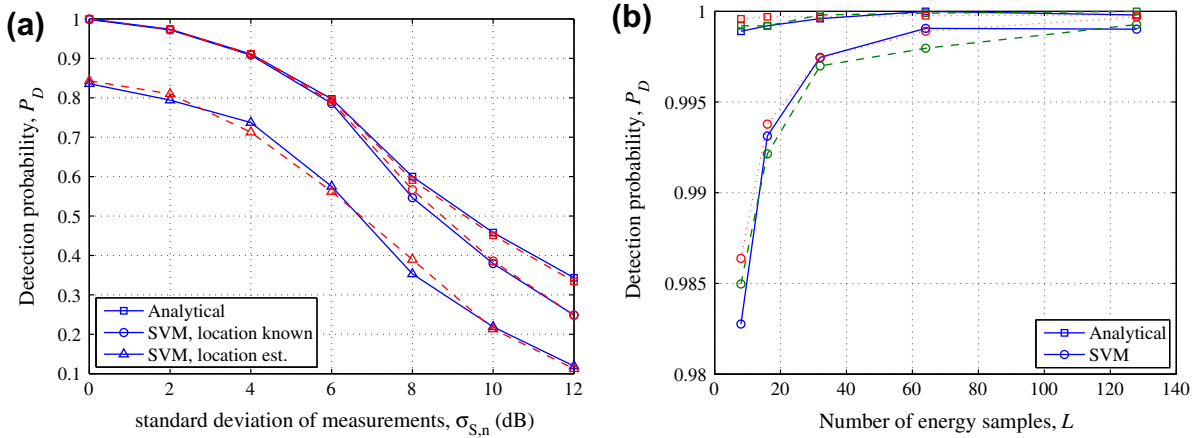 (a)
1
0.9
0.8
0.7
0.6
0.5
0.4
0.3
0.2
0.1
Detection probability, P_D
Analytical
SVM, location known
SVM, location est.
0 2 4 6 8 10 12
standard deviation of measurements, σ_S,n (dB)
(b)
1
0.995
0.99
0.985
0.98
Detection probability, P_D
Analytical
SVM
0 20 40 60 80 100 120 140
Number of energy samples, L